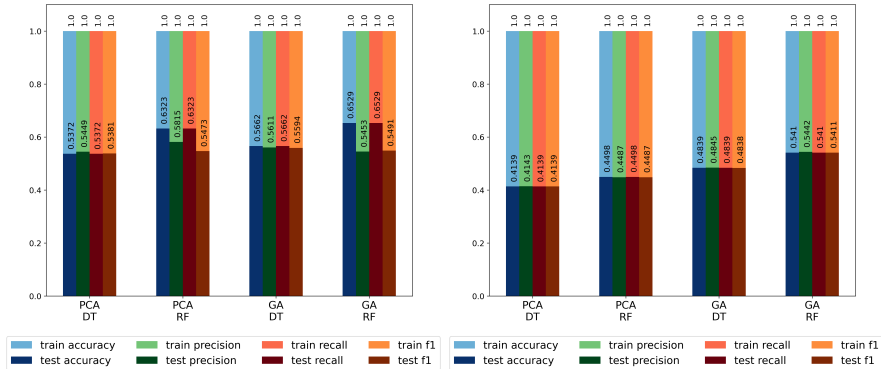 1.0 1.0 1.0 1.0 1.0 1.0 1.0 1.0 1.0 1.0 1.0 1.0 1.0 1.0 1.0 1.0
1.0
0.8
0.6
0.4
0.2
0.0
0.5372 0.5449 0.5372 0.5381
0.6323 0.5815 0.6323 0.5473
0.5662 0.5611 0.5662 0.5594
0.6529 0.5453 0.6529 0.5491
PCA PCA GA GA
DT RF DT RF
train accuracy train precision train recall train f1
test accuracy test precision test recall test f1
1.0 1.0 1.0 1.0 1.0 1.0 1.0 1.0 1.0 1.0 1.0 1.0 1.0 1.0 1.0 1.0
1.0
0.8
0.6
0.4
0.2
0.0
0.4139 0.4143 0.4139 0.4139
0.4498 0.4487 0.4498 0.4487
0.4839 0.4845 0.4839 0.4838
0.541 0.5442 0.541 0.5411
PCA PCA GA GA
DT RF DT RF
train accuracy train precision train recall train f1
test accuracy test precision test recall test f1